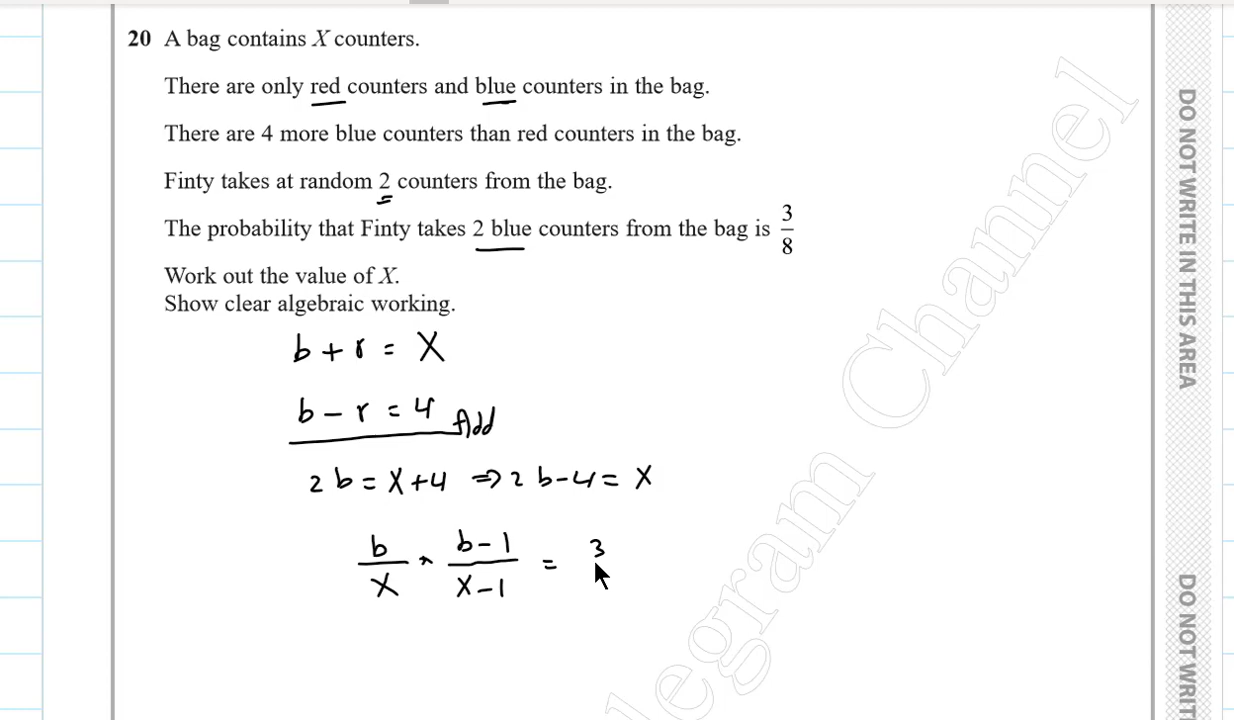 20 A bag contains X counters.
There are only red counters and blue counters in the bag.
There are 4 more blue counters than red counters in the bag.
Finty takes at random 2 counters from the bag.
The probability that Finty takes 2 blue counters from the bag is 3/8
Work out the value of X.
Show clear algebraic working.
b + r = X
b - r = 4 Add
2b = X + 4 ⇒ 2b - 4 = X
b/X × (b-1)/(X-1) = 3
DO NOT WRITE IN THIS AREA
DO NOT WRIT
legram Channel